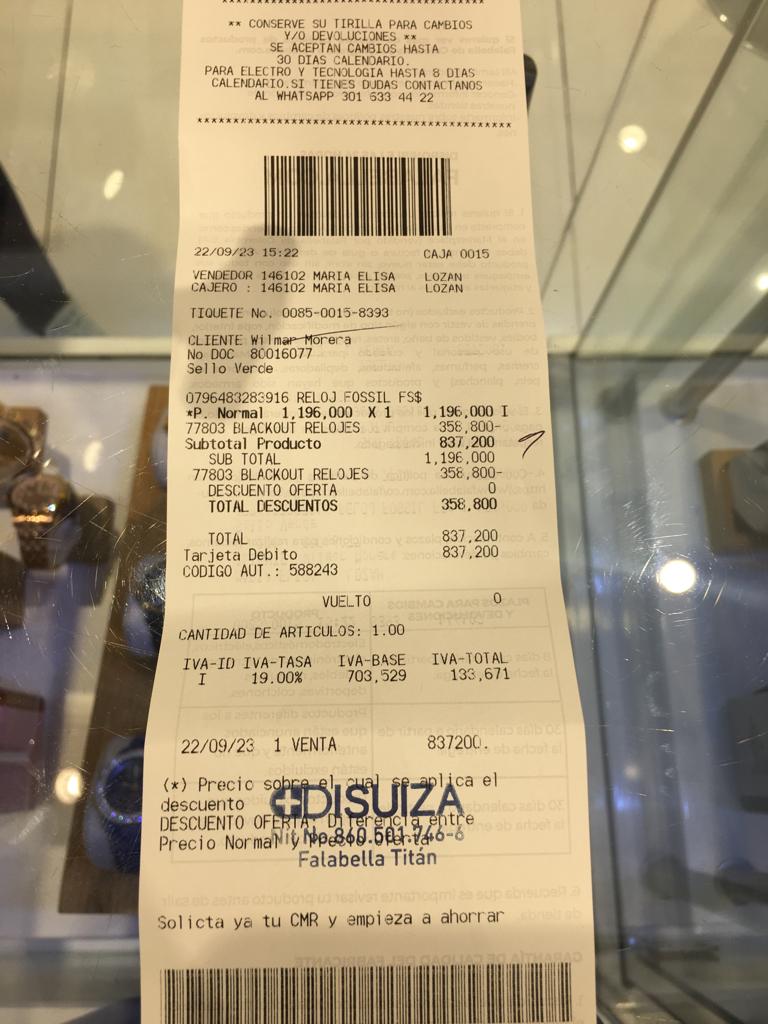 ** CONSERVE SU TIRILLA PARA CAMBIOS
Y/O DEVOLUCIONES **
SE ACEPTAN CAMBIOS HASTA
30 DIAS CALENDARIO.
PARA ELECTRO Y TECNOLOGIA HASTA 8 DIAS
CALENDARIO.SI TIENES DUDAS CONTACTANOS
AL WHATSAPP 301 633 44 22
22/09/23 15:22 CAJA 0015
VENDEDOR 146102 MARIA ELISA LOZAN
CAJERO : 146102 MARIA ELISA LOZAN
TIQUETE No. 0085-0015-8393
CLIENTE Wilmar Morera
No DOC 80016077
Sello Verde
0796483283916 RELOJ FOSSIL FS$
*P. Normal 1,196,000 X 1 1,196,000 I
77803 BLACKOUT RELOJES 358,800-
Subtotal Producto 837,200
SUB TOTAL 1,196,000
77803 BLACKOUT RELOJES 358,800-
DESCUENTO OFERTA 0
TOTAL DESCUENTOS 358,800
TOTAL 837,200
Tarjeta Debito 837,200
CODIGO AUT.: 588243
VUELTO 0
CANTIDAD DE ARTICULOS: 1.00
IVA-ID IVA-TASA IVA-BASE IVA-TOTAL
I 19.00% 703,529 133,671
22/09/23 1 VENTA 837200.
(*) Precio sobre el cual se aplica el
descuento
DISUIZA
DESCUENTO OFERTA: Diferencia entre
Nit No.860.501.746-6
Precio Normal y Precio Oferta
Falabella Titán
Solicta ya tu CMR y empieza a ahorrar